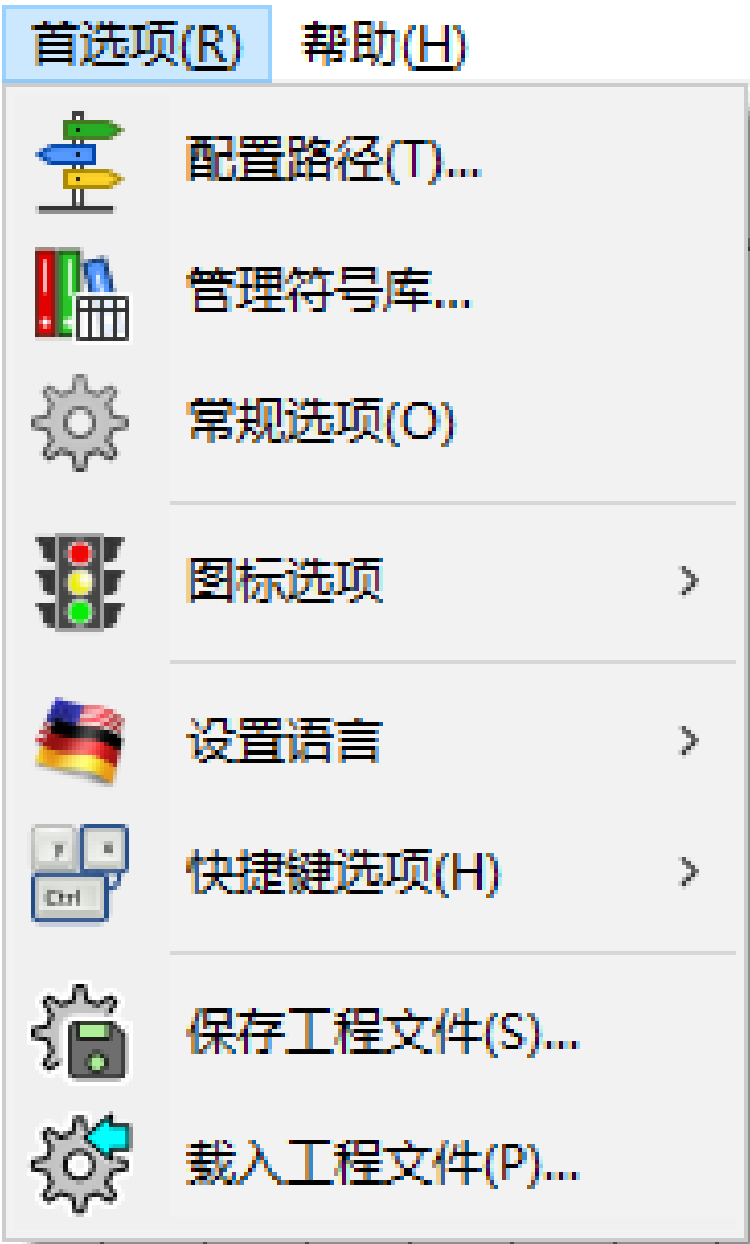 首选项(R) 帮助(H)
配置路径(T)...
管理符号库...
常规选项(O)
图标选项
设置语言
y x
Ctrl
快捷键选项(H)
保存工程文件(S)...
载入工程文件(P)...